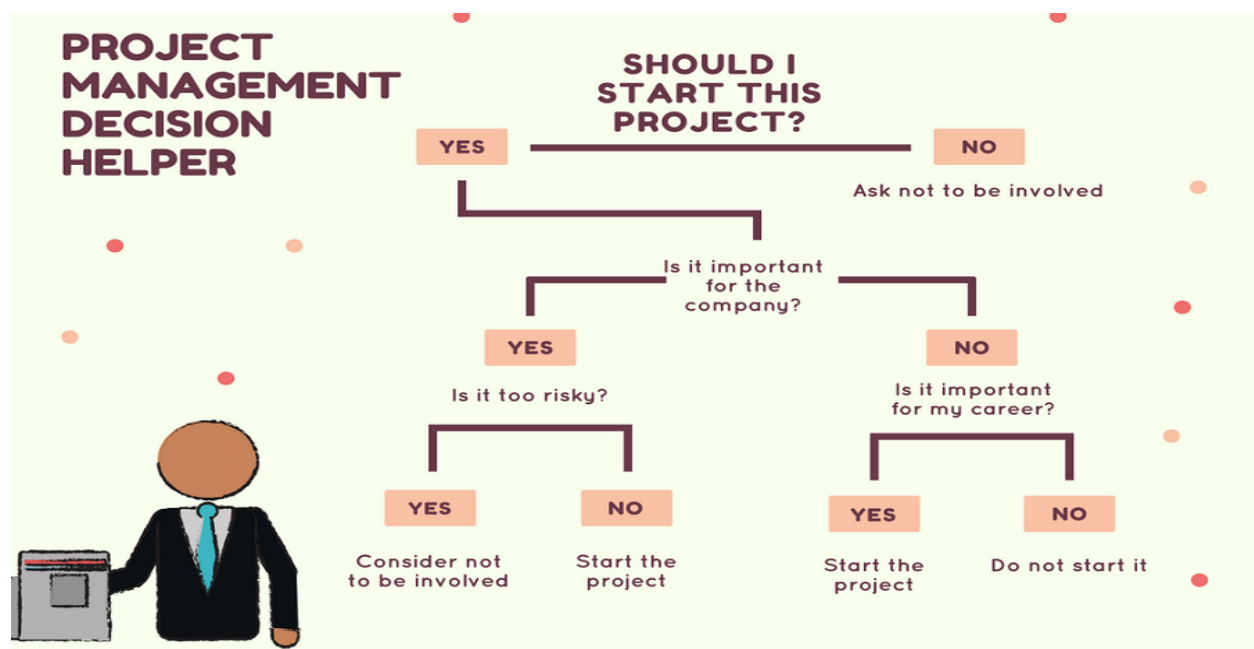 PROJECT
MANAGEMENT
DECISION
HELPER
SHOULD I
START THIS
PROJECT?
YES
NO
Ask not to be involved
Is it important
for the
company?
YES
NO
Is it too risky?
Is it important
for my career?
YES
NO
YES
NO
Consider not
to be involved
Start the
project
Start the
project
Do not start it